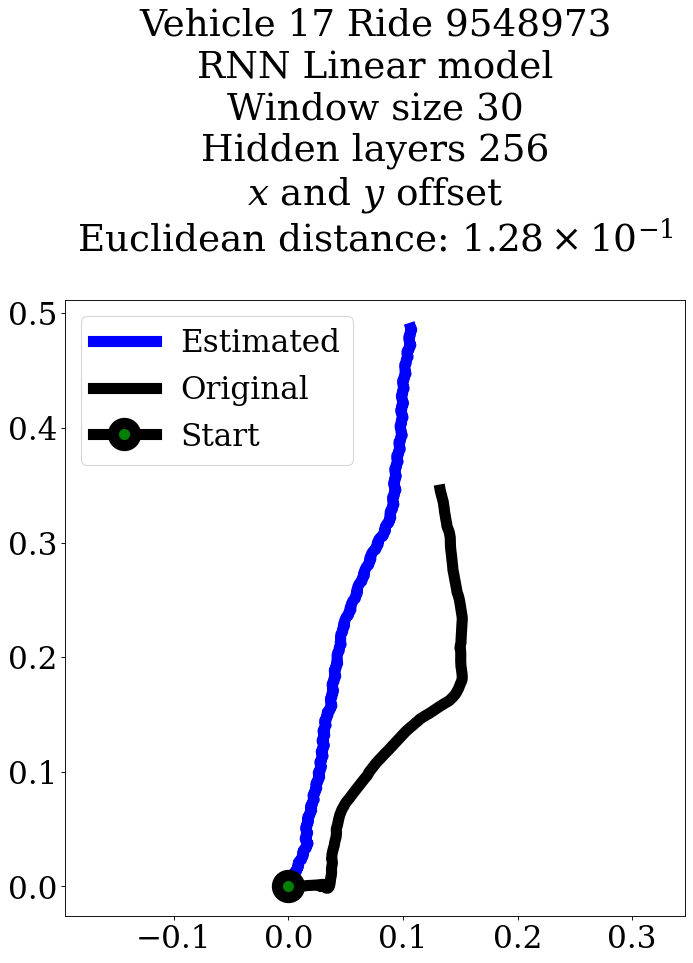 Vehicle 17 Ride 9548973
RNN Linear model
Window size 30
Hidden layers 256
x and y offset
Euclidean distance: 1.28 × 10⁻¹
Estimated
Original
Start
0.5
0.4
0.3
0.2
0.1
0.0
−0.1 0.0 0.1 0.2 0.3